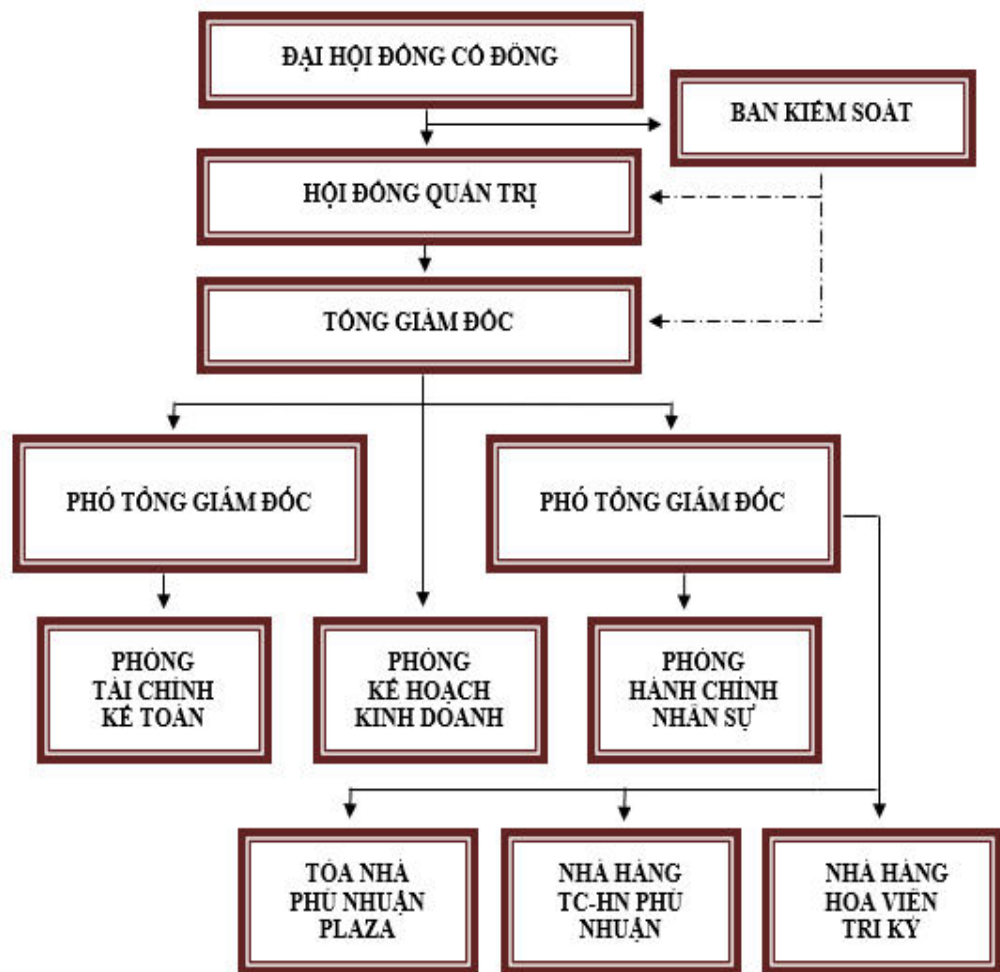 ĐẠI HỘI ĐỒNG CỔ ĐÔNG
BAN KIỂM SOÁT
HỘI ĐỒNG QUẢN TRỊ
TỔNG GIÁM ĐỐC
PHÓ TỔNG GIÁM ĐỐC
PHÓ TỔNG GIÁM ĐỐC
PHÒNG
TÀI CHÍNH
KẾ TOÁN
PHÒNG
KẾ HOẠCH
KINH DOANH
PHÒNG
HÀNH CHÍNH
NHÂN SỰ
TÒA NHÀ
PHÚ NHUẬN
PLAZA
NHÀ HÀNG
TC-HN PHÚ
NHUẬN
NHÀ HÀNG
HOA VIÊN
TRI KỶ